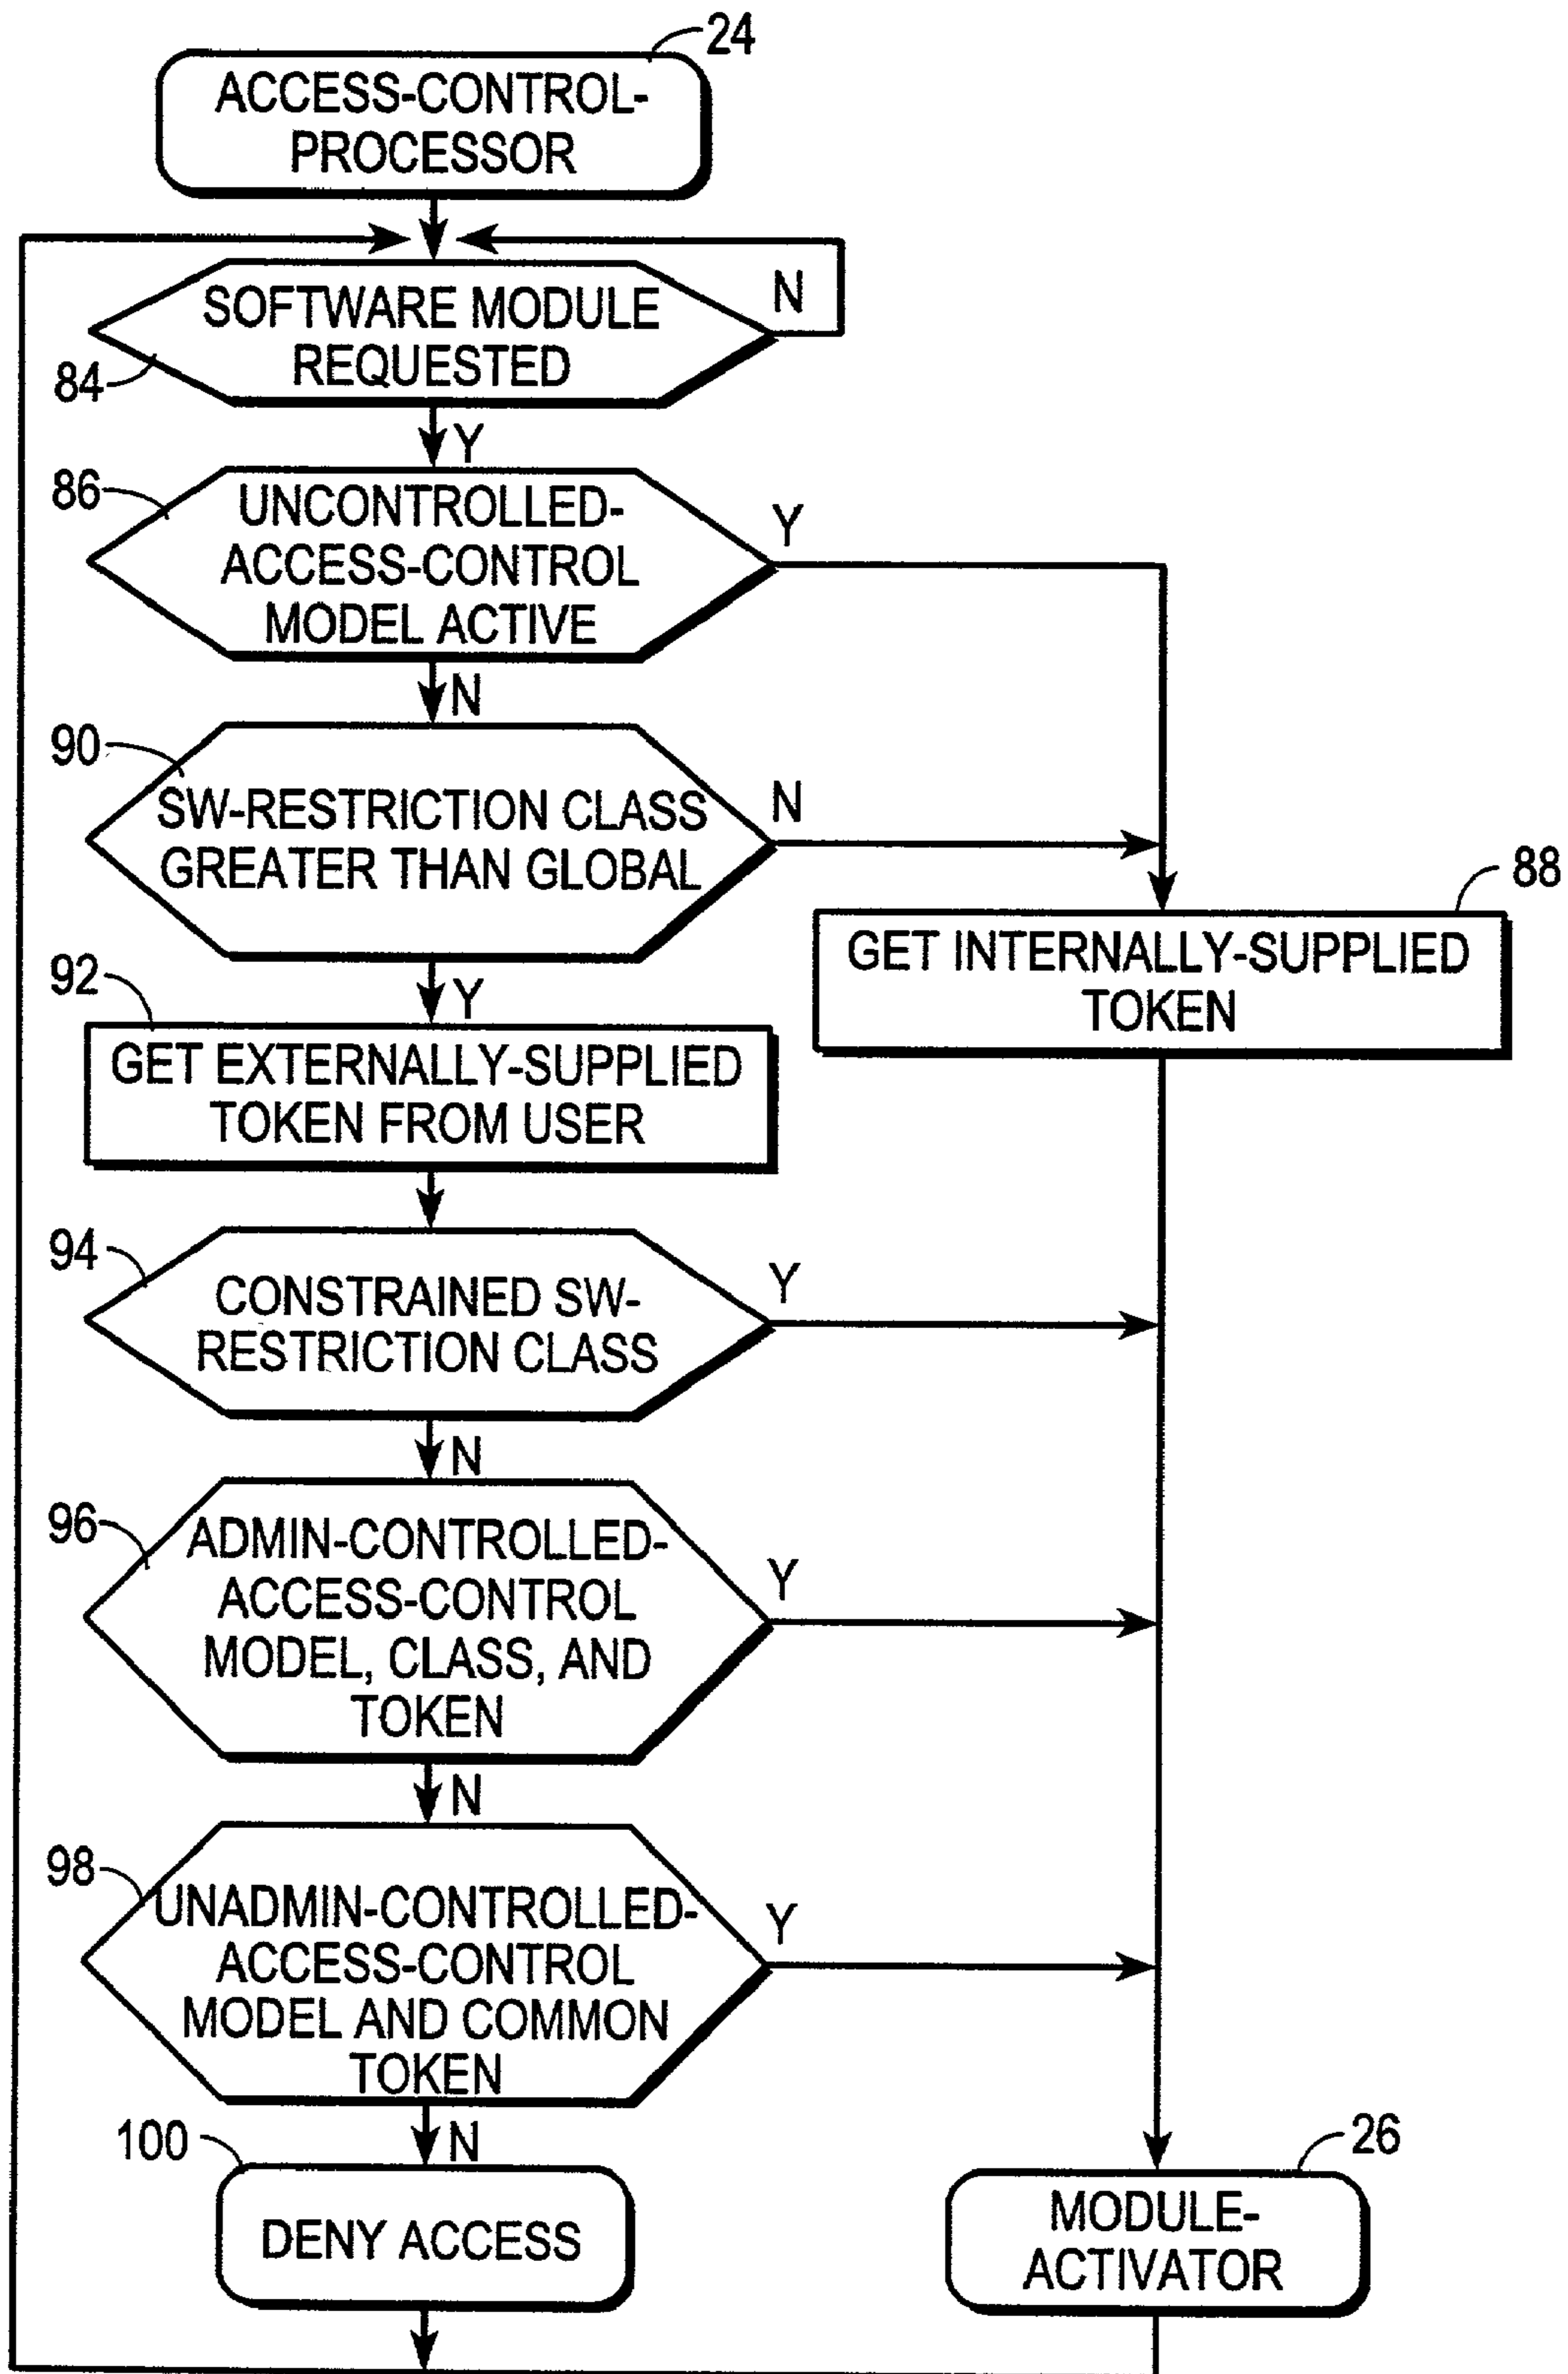 24
ACCESS-CONTROL-
PROCESSOR
SOFTWARE MODULE
REQUESTED
N
84
Y
86
UNCONTROLLED-
ACCESS-CONTROL
MODEL ACTIVE
Y
N
90
SW-RESTRICTION CLASS
GREATER THAN GLOBAL
N
88
GET INTERNALLY-SUPPLIED
TOKEN
Y
92
GET EXTERNALLY-SUPPLIED
TOKEN FROM USER
94
CONSTRAINED SW-
RESTRICTION CLASS
Y
N
96
ADMIN-CONTROLLED-
ACCESS-CONTROL
MODEL, CLASS, AND
TOKEN
Y
N
98
UNADMIN-CONTROLLED-
ACCESS-CONTROL
MODEL AND COMMON
TOKEN
Y
N
100
DENY ACCESS
26
MODULE-
ACTIVATOR